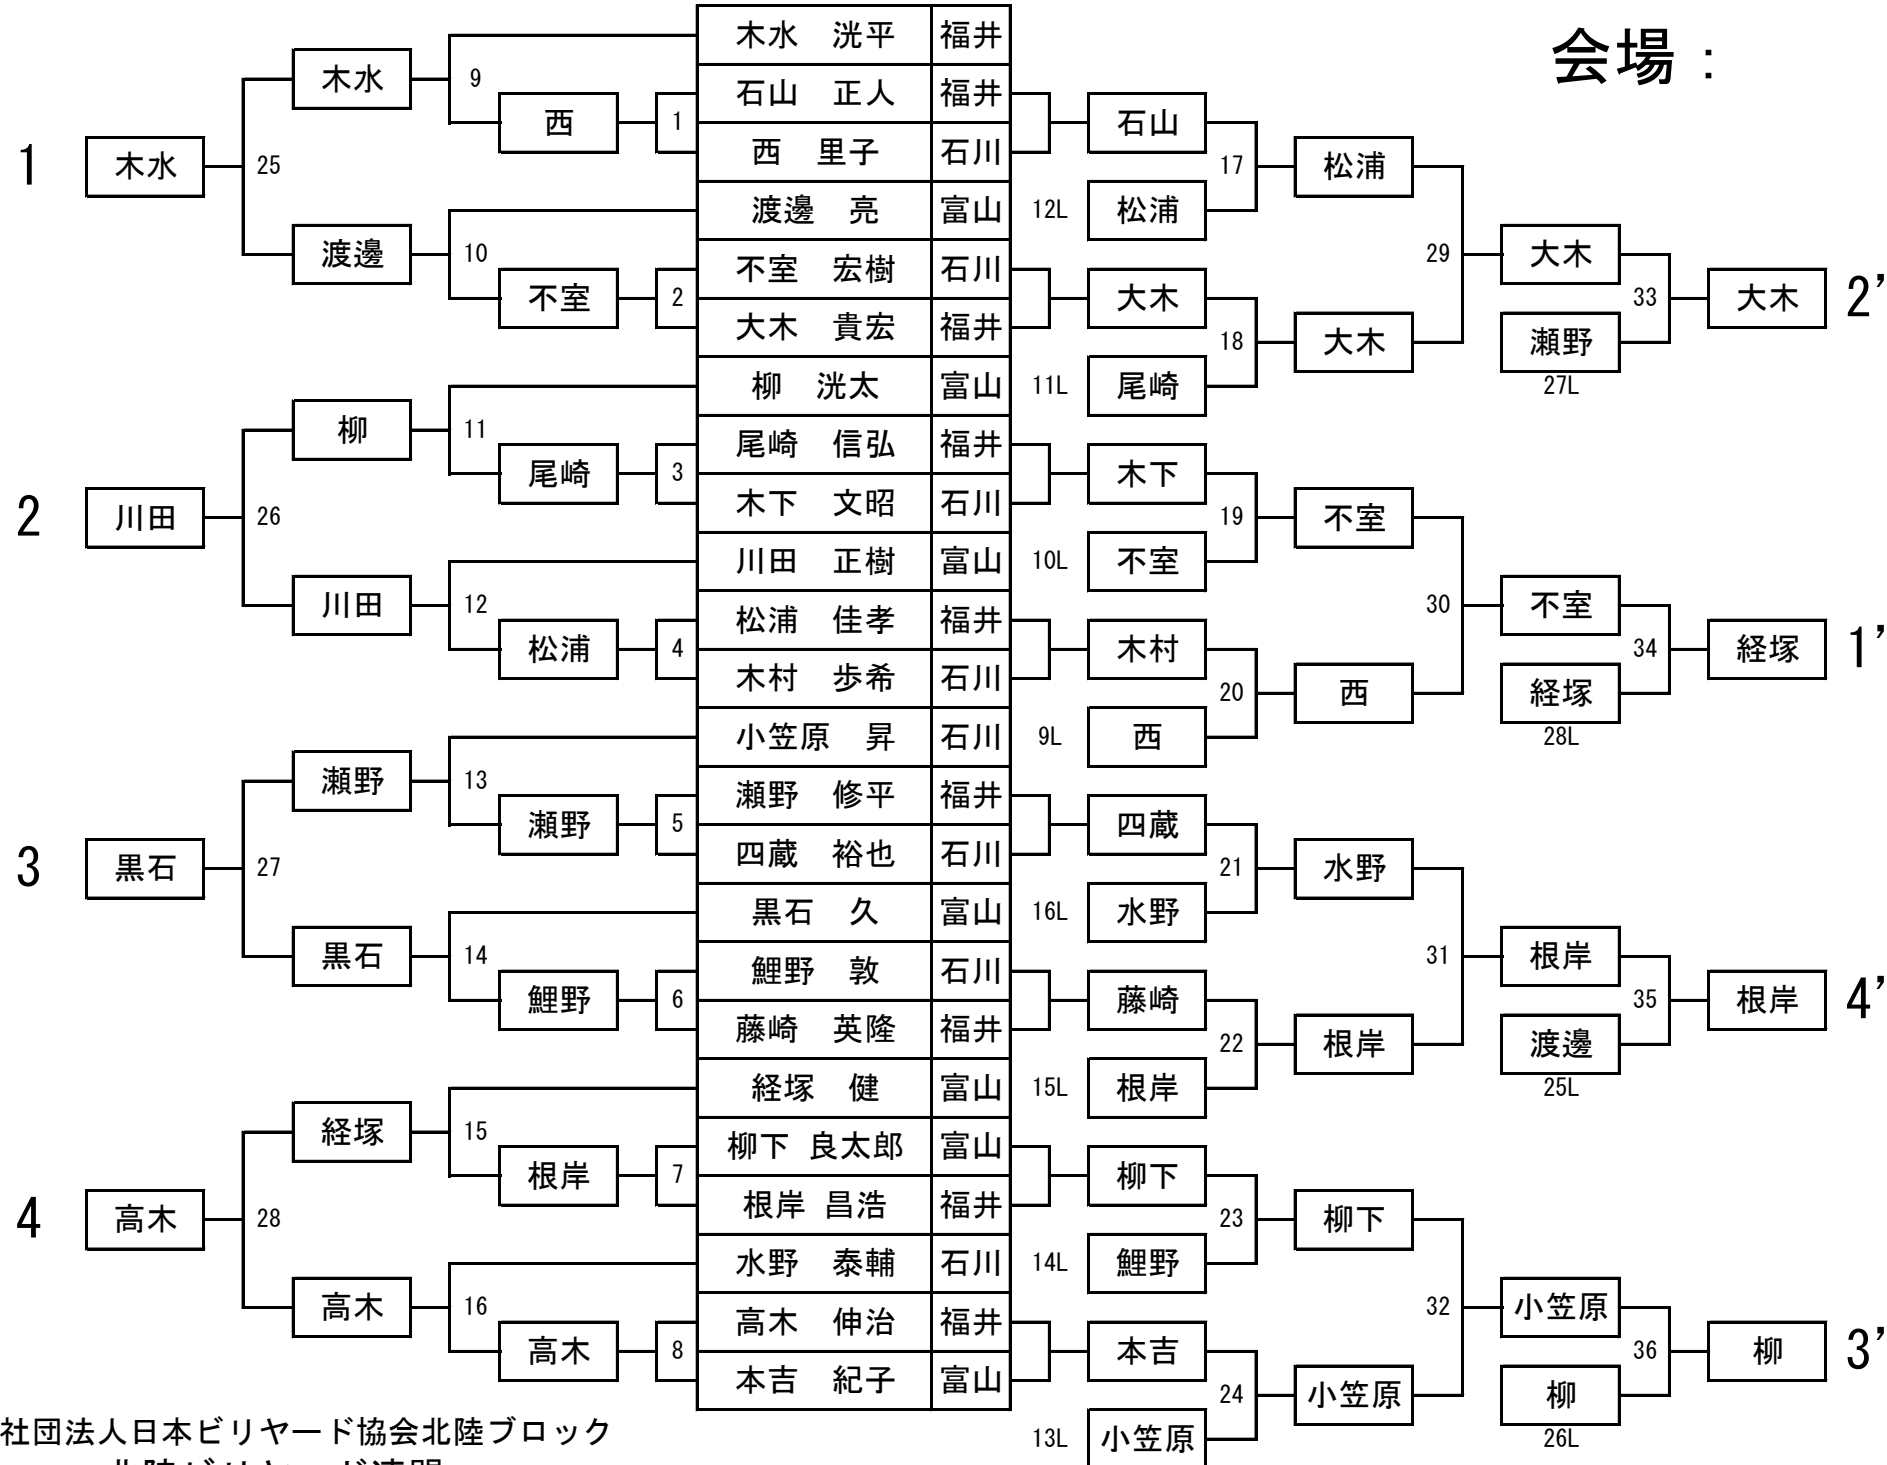 会場：
木水　洸平 福井
石山　正人 福井
西　里子 石川
渡邊　亮 富山
不室　宏樹 石川
大木　貴宏 福井
柳　洸太 富山
尾崎　信弘 福井
木下　文昭 石川
川田　正樹 富山
松浦　佳孝 福井
木村　歩希 石川
小笠原　昇 石川
瀬野　修平 福井
四蔵　裕也 石川
黒石　久 富山
鯉野　敦 石川
藤崎　英隆 福井
経塚　健 富山
柳下 良太郎 富山
根岸 昌浩 福井
水野　泰輔 石川
高木　伸治 福井
本吉　紀子 富山
1 木水 25
2 川田 26
3 黒石 27
4 高木 28
木水 9
渡邊 10
柳 11
川田 12
瀬野 13
黒石 14
経塚 15
高木 16
西 1
不室 2
尾崎 3
松浦 4
瀬野 5
鯉野 6
根岸 7
高木 8
石山
12L 松浦
17
大木
11L 尾崎
18
木下
10L 不室
19
木村
9L 西
20
四蔵
16L 水野
21
藤崎
15L 根岸
22
柳下
14L 鯉野
23
本吉
13L 小笠原
24
松浦
大木
29
不室
西
30
水野
根岸
31
柳下
小笠原
32
大木
瀬野
27L
33
大木 2’
不室
経塚
28L
34
経塚 1’
根岸
渡邊
25L
35
根岸 4’
小笠原
柳
26L
36
柳 3’
社団法人日本ビリヤード協会北陸ブロック